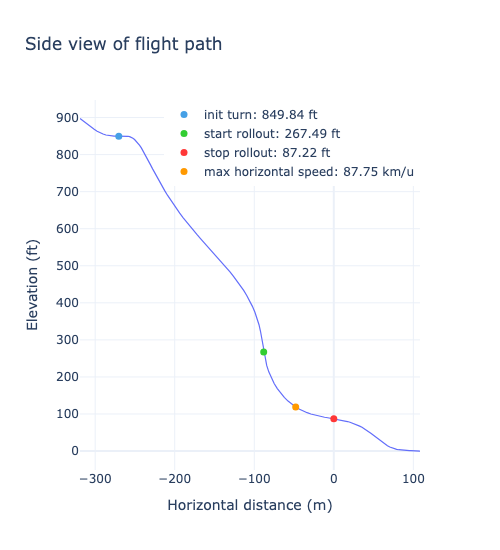 Side view of flight path
init turn: 849.84 ft
start rollout: 267.49 ft
stop rollout: 87.22 ft
max horizontal speed: 87.75 km/u
900
800
700
600
500
400
300
200
100
0
Elevation (ft)
−300 −200 −100 0 100
Horizontal distance (m)